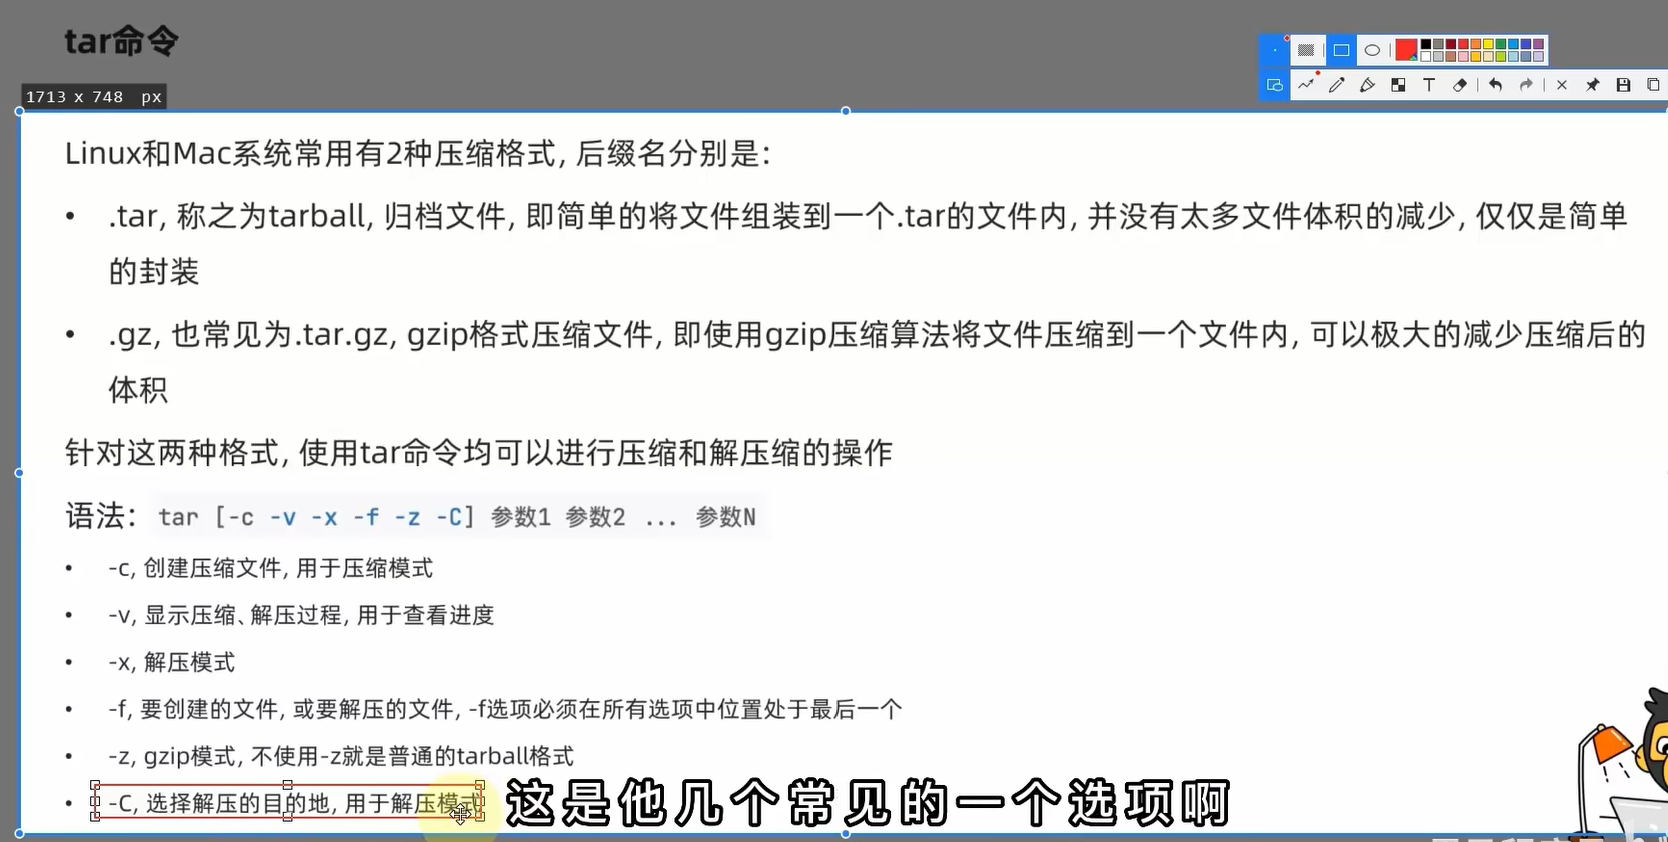 tar命令
1713 x 748 px
Linux和Mac系统常用有2种压缩格式, 后缀名分别是:
• .tar, 称之为tarball, 归档文件, 即简单的将文件组装到一个.tar的文件内, 并没有太多文件体积的减少, 仅仅是简单
的封装
• .gz, 也常见为.tar.gz, gzip格式压缩文件, 即使用gzip压缩算法将文件压缩到一个文件内, 可以极大的减少压缩后的
体积
针对这两种格式, 使用tar命令均可以进行压缩和解压缩的操作
语法: tar [-c -v -x -f -z -C] 参数1 参数2 ... 参数N
• -c, 创建压缩文件, 用于压缩模式
• -v, 显示压缩、解压过程, 用于查看进度
• -x, 解压模式
• -f, 要创建的文件, 或要解压的文件, -f选项必须在所有选项中位置处于最后一个
• -z, gzip模式, 不使用-z就是普通的tarball格式
• -C, 选择解压的目的地, 用于解压模式
这是他几个常见的一个选项啊